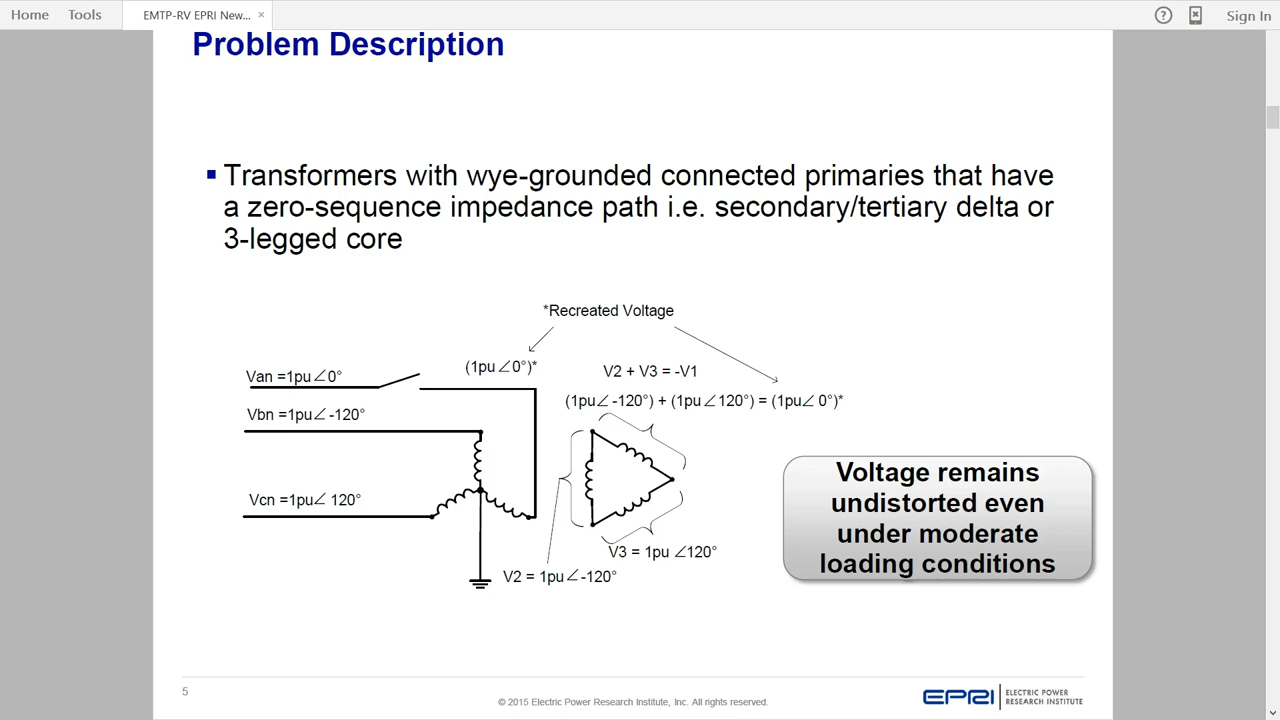 Home Tools EMTP-RV EPRI New... × Sign In
Problem Description
Transformers with wye-grounded connected primaries that have
a zero-sequence impedance path i.e. secondary/tertiary delta or
3-legged core
*Recreated Voltage
Van =1pu∠0°
(1pu∠0°)*
V2 + V3 = -V1
Vbn =1pu∠-120°
(1pu∠-120°) + (1pu∠120°) = (1pu∠ 0°)*
Vcn =1pu∠ 120°
V3 = 1pu ∠120°
V2 = 1pu∠-120°
Voltage remains
undistorted even
under moderate
loading conditions
5
© 2015 Electric Power Research Institute, Inc. All rights reserved.
EPRI
ELECTRIC POWER
RESEARCH INSTITUTE